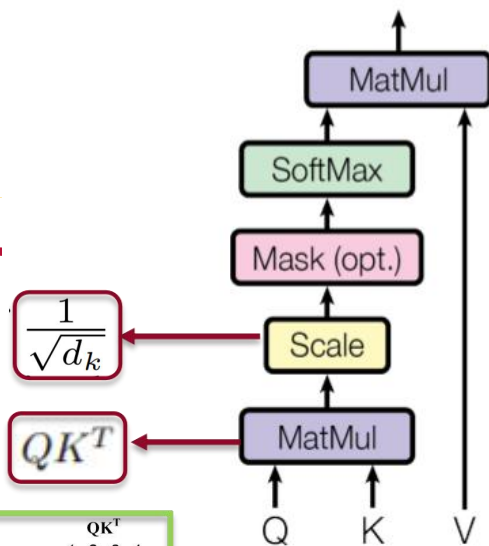 MatMul
SoftMax
Mask (opt.)
1
√d_k
Scale
QK^T
MatMul
QK^T
Q K V